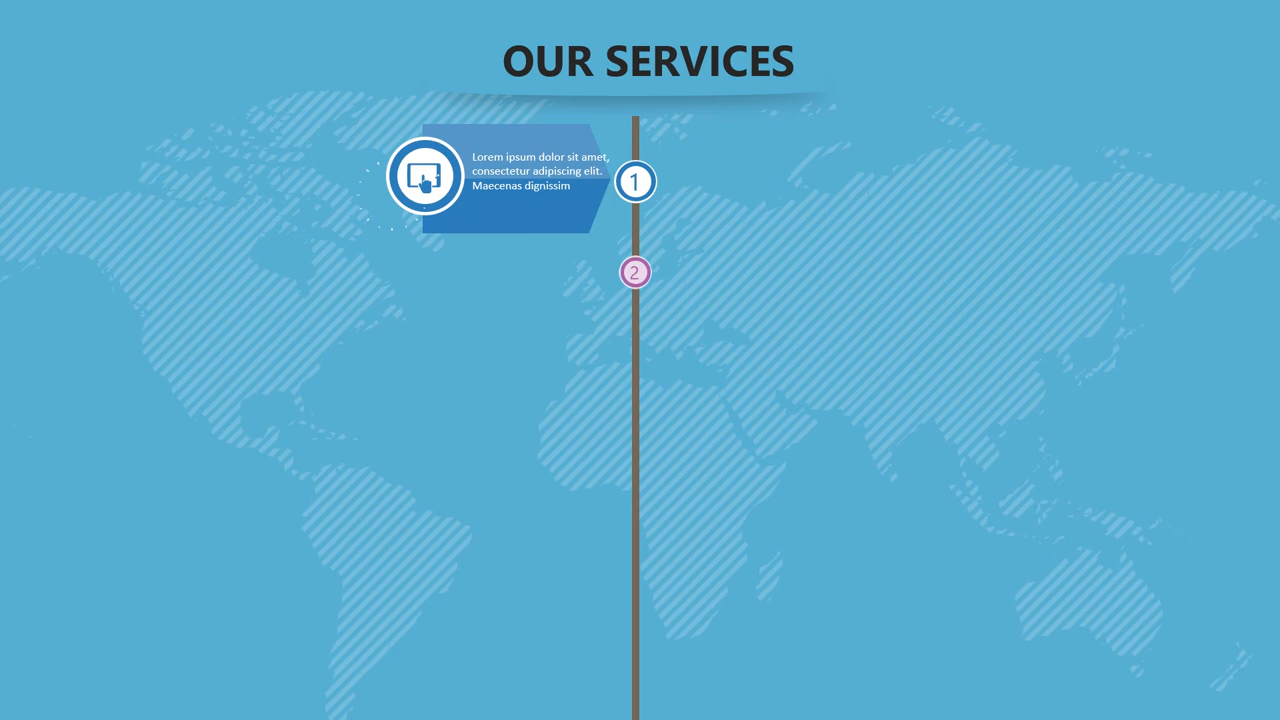 OUR SERVICES
Lorem ipsum dolor sit amet,
consectetur adipiscing elit.
Maecenas dignissim
1
2